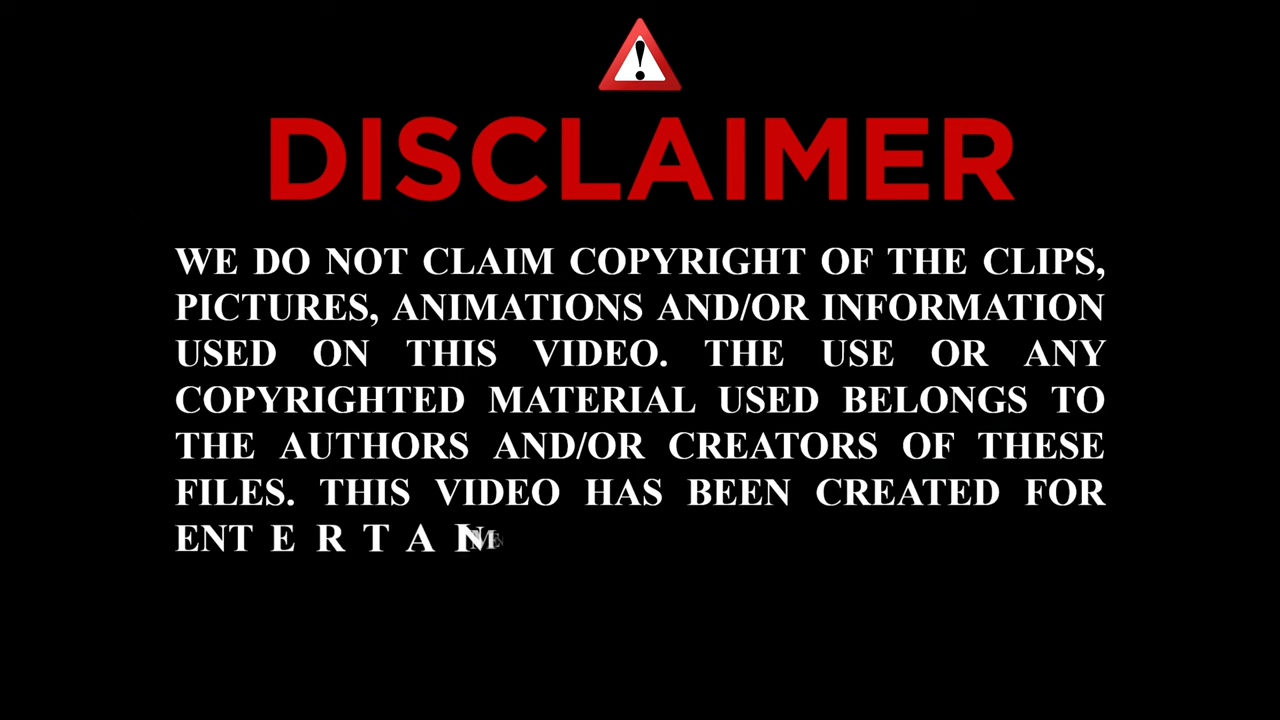 DISCLAIMER
WE DO NOT CLAIM COPYRIGHT OF THE CLIPS,
PICTURES, ANIMATIONS AND/OR INFORMATION
USED ON THIS VIDEO. THE USE OR ANY
COPYRIGHTED MATERIAL USED BELONGS TO
THE AUTHORS AND/OR CREATORS OF THESE
FILES. THIS VIDEO HAS BEEN CREATED FOR